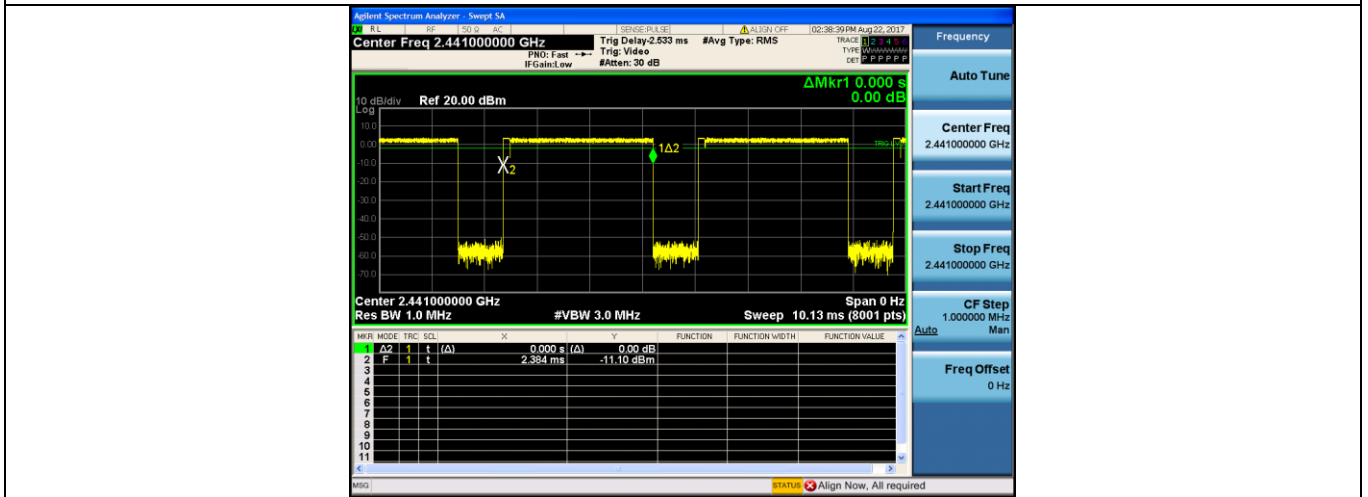 Agilent Spectrum Analyzer - Swept SA
RL RF 50 Ω AC SENSE:PULSE ALIGN OFF 02:38:39 PM Aug 22, 2017
Center Freq 2.441000000 GHz
PNO: Fast
IFGain:Low
Trig Delay-2.533 ms
Trig: Video
#Atten: 30 dB
#Avg Type: RMS
TRACE 1 2 3 4 5 6
TYPE
DET P P P P P P
Frequency
ΔMkr1 0.000 s
0.00 dB
10 dB/div Ref 20.00 dBm
Log
10.0
0.00
-10.0
-20.0
-30.0
-40.0
-50.0
-60.0
-70.0
X2
1Δ2
Center 2.441000000 GHz Span 0 Hz
Res BW 1.0 MHz #VBW 3.0 MHz Sweep 10.13 ms (8001 pts)
MKR MODE TRC SCL X Y FUNCTION FUNCTION WIDTH FUNCTION VALUE
1 Δ2 1 t (Δ) 0.000 s (Δ) 0.00 dB
2 F 1 t 2.384 ms -11.10 dBm
3
4
5
6
7
8
9
10
11
Auto Tune
Center Freq
2.441000000 GHz
Start Freq
2.441000000 GHz
Stop Freq
2.441000000 GHz
CF Step
1.000000 MHz
Auto Man
Freq Offset
0 Hz
MSG STATUS Align Now, All required